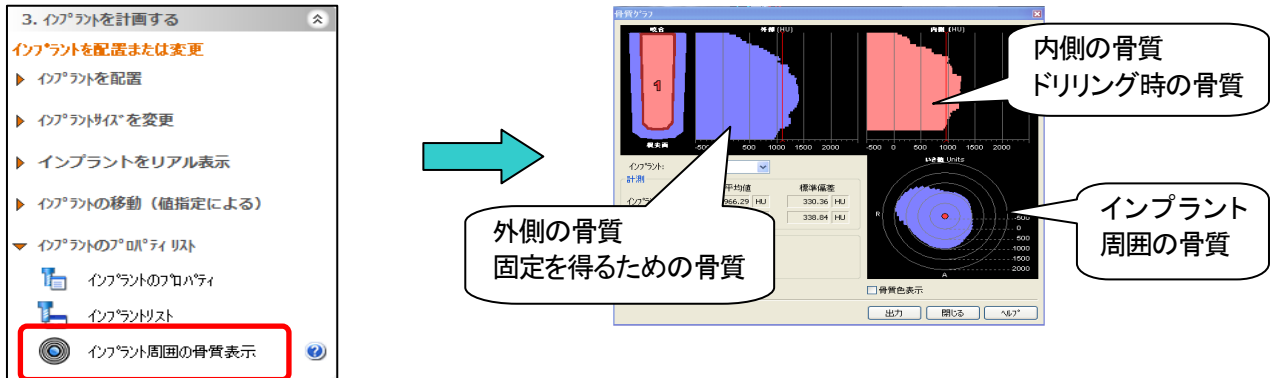 3. ｲﾝﾌﾟﾗﾝﾄを計画する
ｲﾝﾌﾟﾗﾝﾄを配置または変更
ｲﾝﾌﾟﾗﾝﾄを配置
ｲﾝﾌﾟﾗﾝﾄｻｲｽﾞを変更
インプラントをリアル表示
ｲﾝﾌﾟﾗﾝﾄの移動（値指定による）
ｲﾝﾌﾟﾗﾝﾄのﾌﾟﾛﾊﾟﾃｨ ﾘｽﾄ
ｲﾝﾌﾟﾗﾝﾄのﾌﾟﾛﾊﾟﾃｨ
ｲﾝﾌﾟﾗﾝﾄﾘｽﾄ
ｲﾝﾌﾟﾗﾝﾄ周囲の骨質表示
骨質ｸﾞﾗﾌ
咬合
外側 (HU)
内側 (HU)
1
根尖面
-500
500 1000 1500 2000
-500 0 500 1000 1500 2000
ｲﾝﾌﾟﾗﾝﾄ:
計測
平均値 標準偏差
966.29 HU 330.36 HU
338.84 HU
Units
R
-500
0
500
1000
1500
2000
A
骨質色表示
出力 閉じる ﾍﾙﾌﾟ
内側の骨質
ドリリング時の骨質
外側の骨質
固定を得るための骨質
インプラント
周囲の骨質